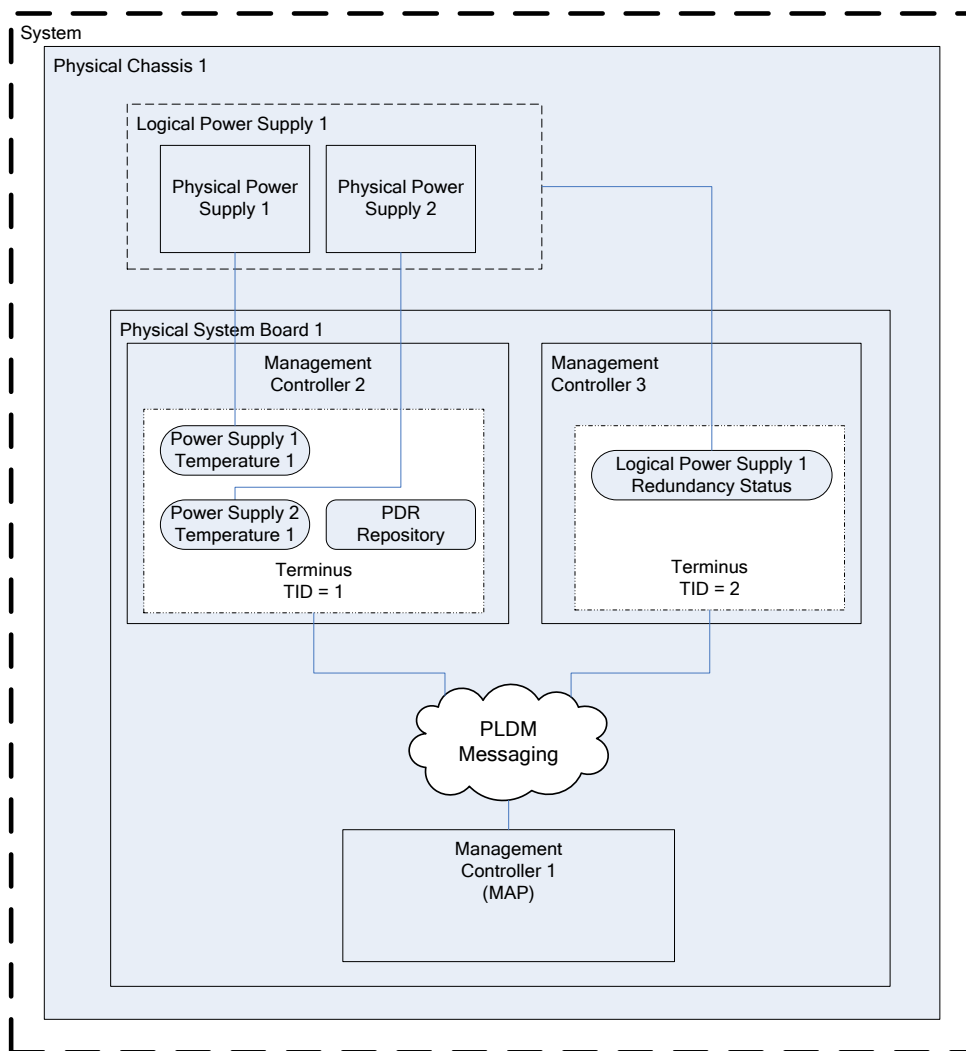 System
Physical Chassis 1
Logical Power Supply 1
Physical Power
Supply 1
Physical Power
Supply 2
Physical System Board 1
Management
Controller 2
Power Supply 1
Temperature 1
Power Supply 2
Temperature 1
PDR
Repository
Terminus
TID = 1
Management
Controller 3
Logical Power Supply 1
Redundancy Status
Terminus
TID = 2
PLDM
Messaging
Management
Controller 1
(MAP)